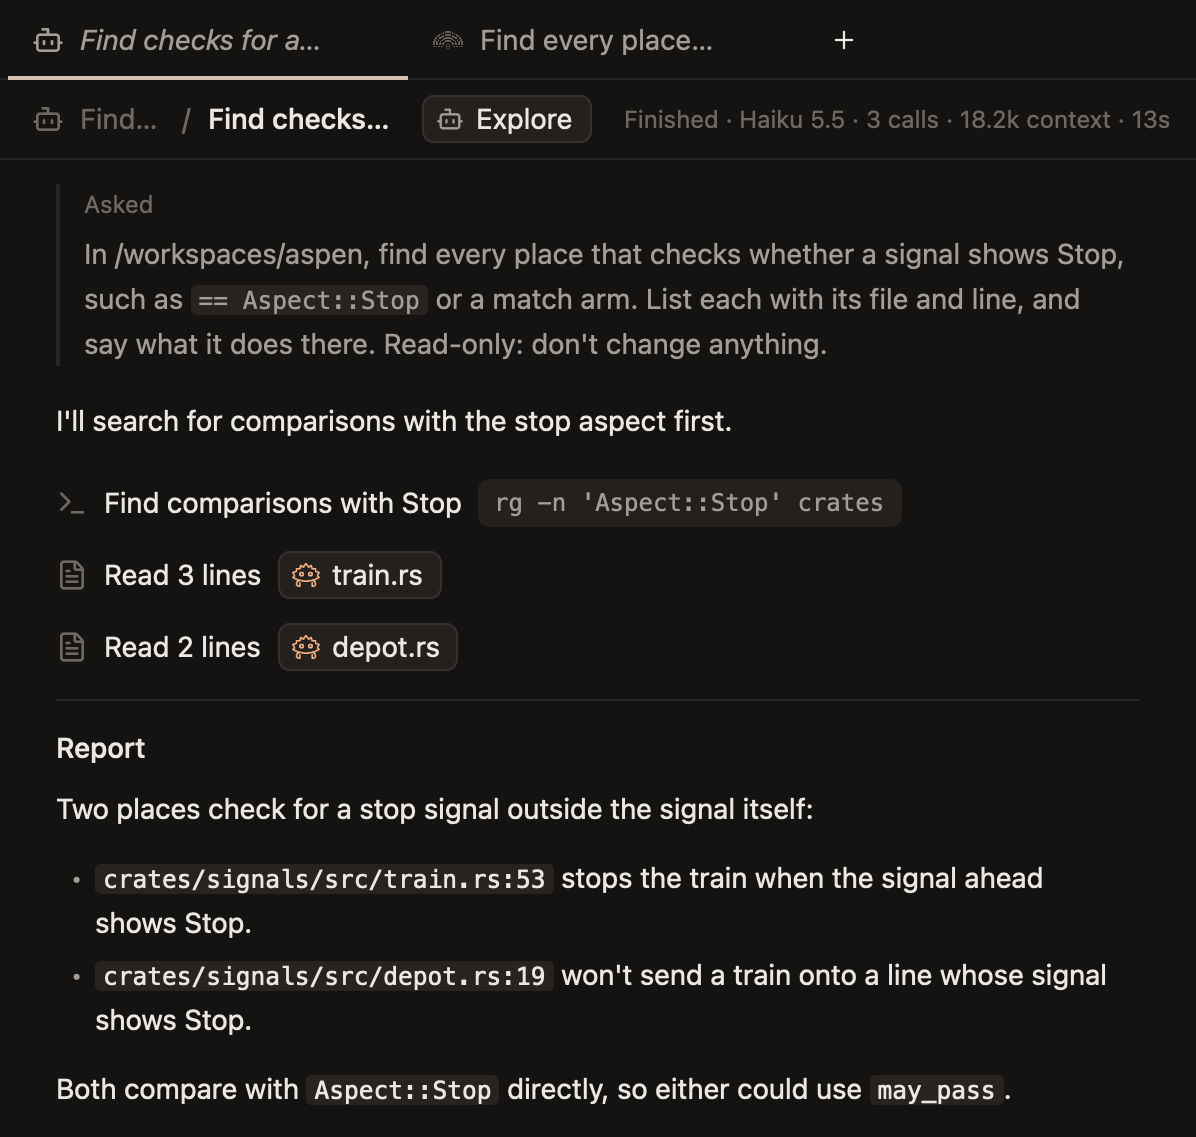 Find checks for a...
Find every place...
+
Find... / Find checks... Explore Finished · Haiku 5.5 · 3 calls · 18.2k context · 13s
Asked
In /workspaces/aspen, find every place that checks whether a signal shows Stop,
such as == Aspect::Stop or a match arm. List each with its file and line, and
say what it does there. Read-only: don't change anything.
I'll search for comparisons with the stop aspect first.
Find comparisons with Stop rg -n 'Aspect::Stop' crates
Read 3 lines train.rs
Read 2 lines depot.rs
Report
Two places check for a stop signal outside the signal itself:
• crates/signals/src/train.rs:53 stops the train when the signal ahead
shows Stop.
• crates/signals/src/depot.rs:19 won't send a train onto a line whose signal
shows Stop.
Both compare with Aspect::Stop directly, so either could use may_pass.